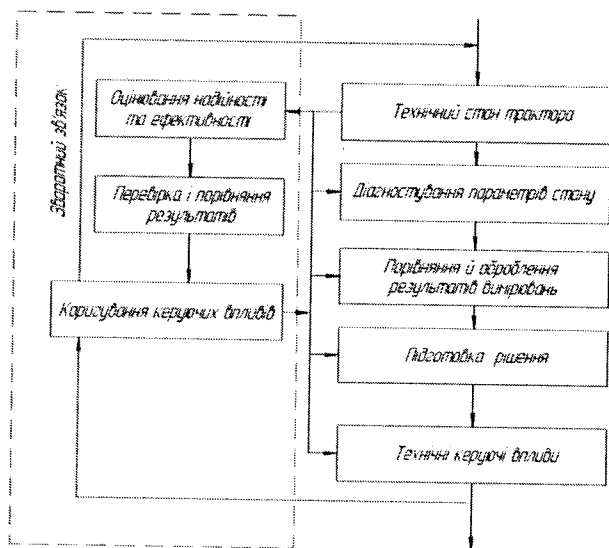 Зворотний зв'язок
Оцінювання надійності
та ефективності
Перевірка і порівняння
результатів
Коригування керуючих впливів
Технічний стан трактора
Діагностування параметрів стану
Порівняння й оброблення
результатів вимірювань
Підготовка рішення
Технічні керуючі впливи